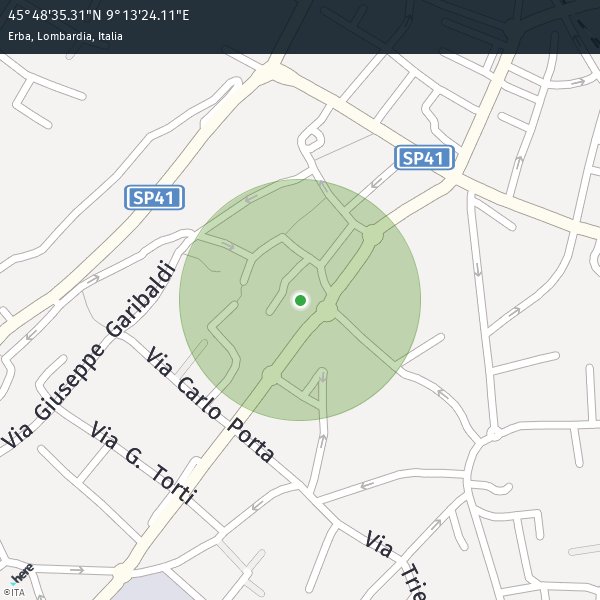 45°48'35.31"N 9°13'24.11"E
Erba, Lombardia, Italia
SP41
SP41
Via Giuseppe Garibaldi
Via Carlo Porta
Via G. Torti
Via Trie
here
©ITA